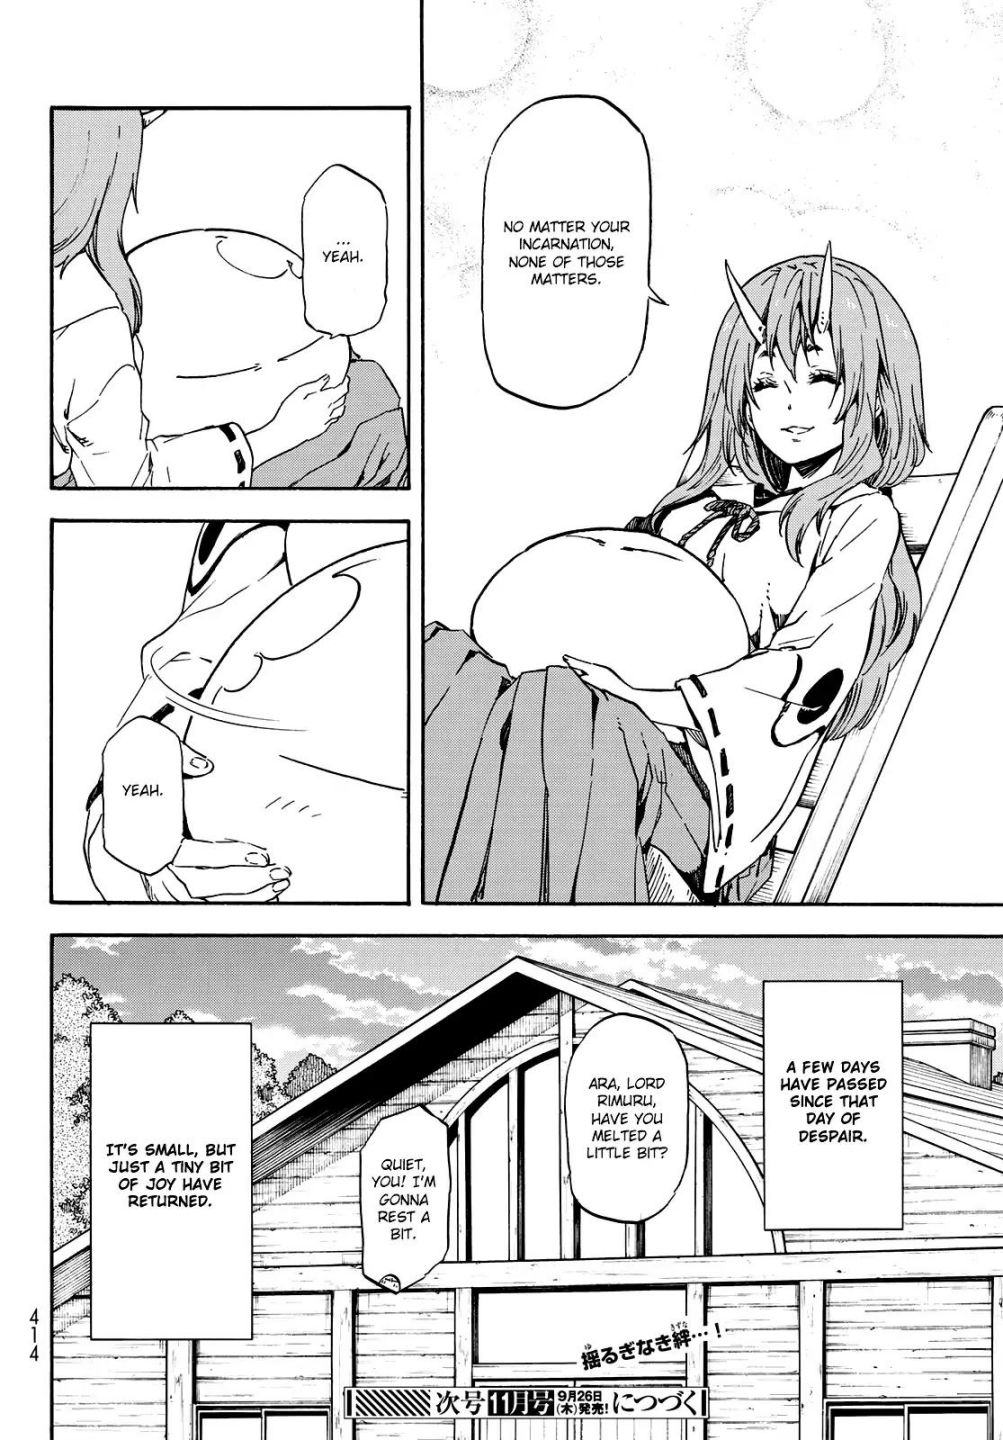 NO MATTER YOUR
INCARNATION,
NONE OF THOSE
MATTERS.
...
YEAH.
YEAH.
A FEW DAYS
HAVE PASSED
SINCE THAT
DAY OF
DESPAIR.
ARA, LORD
RIMURU,
HAVE YOU
MELTED A
LITTLE BIT?
QUIET,
YOU! I'M
GONNA
REST A
BIT.
IT'S SMALL, BUT
JUST A TINY BIT
OF JOY HAVE
RETURNED.
揺るぎなき絆…！
次号11月号 9月26日(木)発売！につづく
414